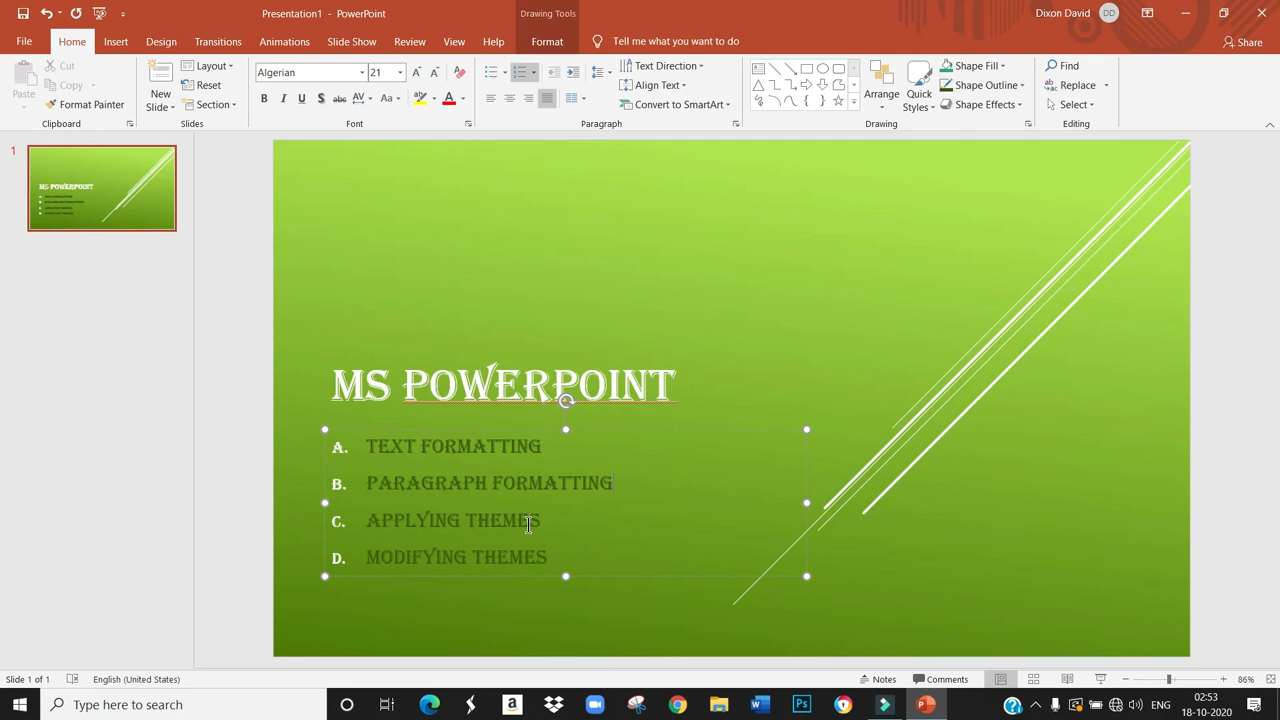 Presentation1 - PowerPoint
Drawing Tools
Dixon David
DD
File
Home
Insert
Design
Transitions
Animations
Slide Show
Review
View
Help
Format
Tell me what you want to do
Share
Paste
Cut
Copy
Format Painter
Clipboard
New Slide
Layout
Reset
Section
Slides
Algerian
21
B
I
U
S
abc
AV
Aa
A
Font
Text Direction
Align Text
Convert to SmartArt
Paragraph
Arrange
Quick Styles
Shape Fill
Shape Outline
Shape Effects
Drawing
Find
Replace
Select
Editing
1
MS POWERPOINT
A. TEXT FORMATTING
B. PARAGRAPH FORMATTING
C. APPLYING THEMES
D. MODIFYING THEMES
Slide 1 of 1
English (United States)
Notes
Comments
86%
Type here to search
ENG
02:53
18-10-2020